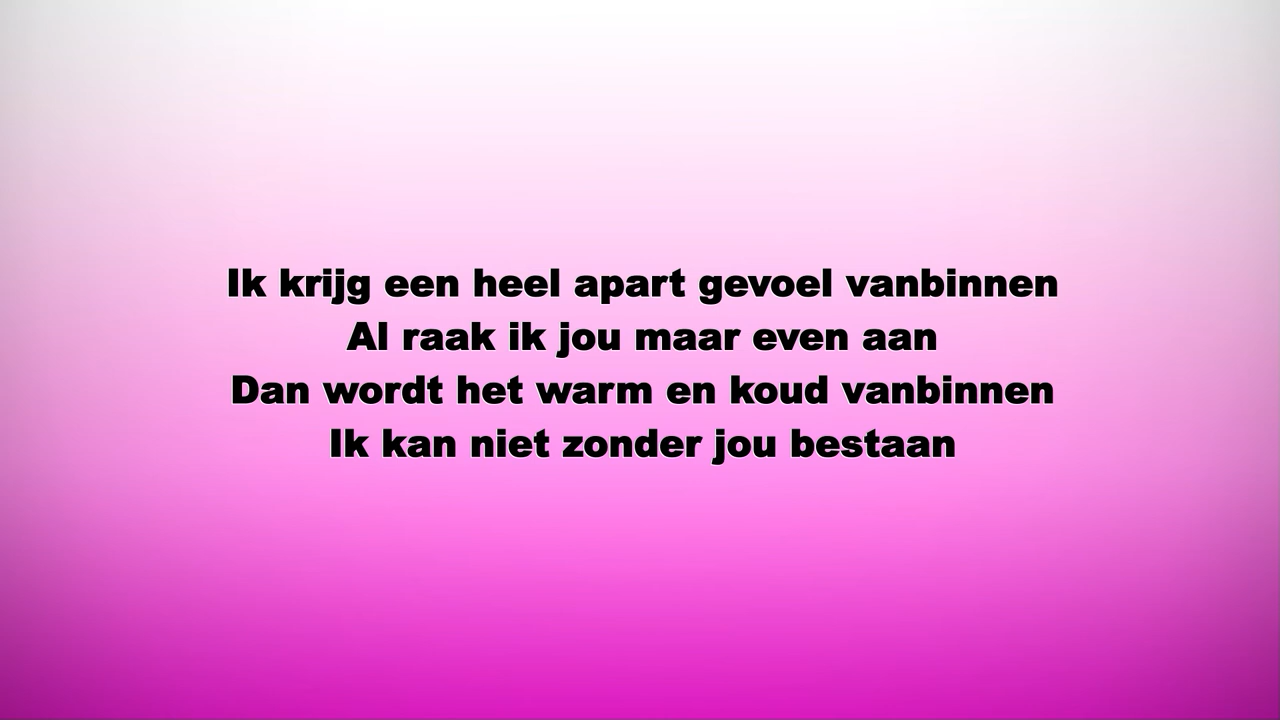 Ik krijg een heel apart gevoel vanbinnen
Al raak ik jou maar even aan
Dan wordt het warm en koud vanbinnen
Ik kan niet zonder jou bestaan